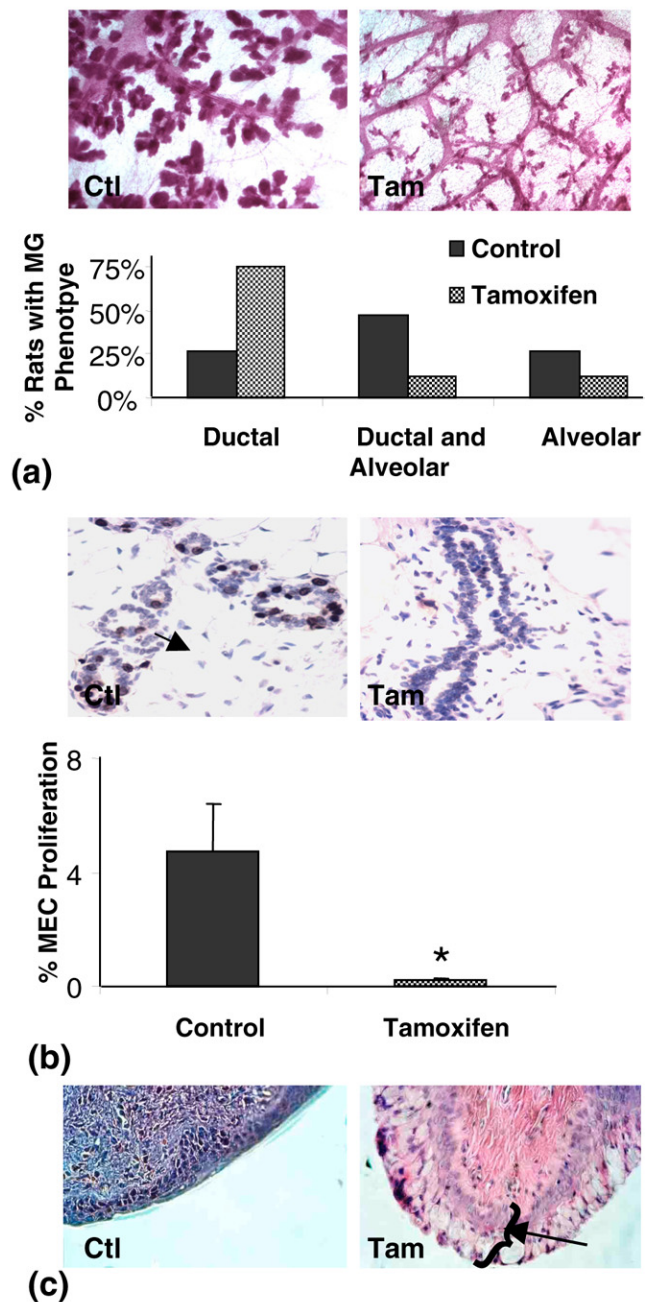 Ctl
Tam
% Rats with MG
Phenotpye
75%
50%
25%
0%
Control
Tamoxifen
Ductal
Ductal and
Alveolar
Alveolar
(a)
Ctl
Tam
% MEC Proliferation
8
4
0
*
Control
Tamoxifen
(b)
Ctl
Tam
(c)